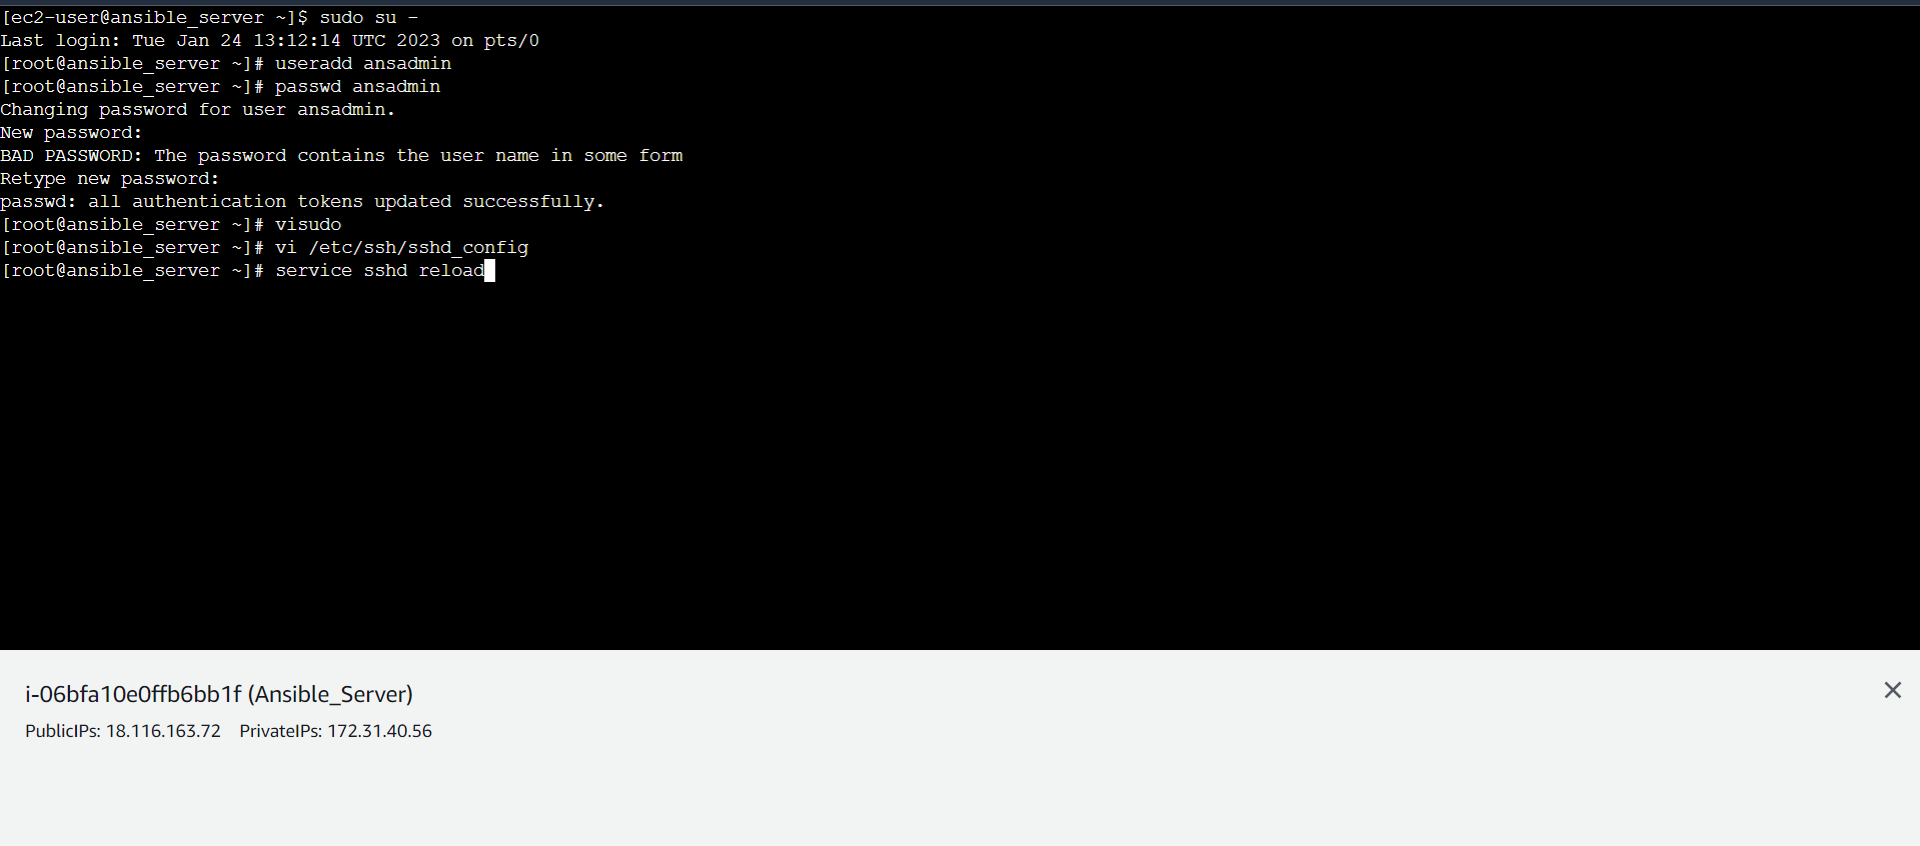 [ec2-user@ansible_server ~]$ sudo su -
Last login: Tue Jan 24 13:12:14 UTC 2023 on pts/0
[root@ansible_server ~]# useradd ansadmin
[root@ansible_server ~]# passwd ansadmin
Changing password for user ansadmin.
New password:
BAD PASSWORD: The password contains the user name in some form
Retype new password:
passwd: all authentication tokens updated successfully.
[root@ansible_server ~]# visudo
[root@ansible_server ~]# vi /etc/ssh/sshd_config
[root@ansible_server ~]# service sshd reload
i-06bfa10e0ffb6bb1f (Ansible_Server)
PublicIPs: 18.116.163.72 PrivateIPs: 172.31.40.56